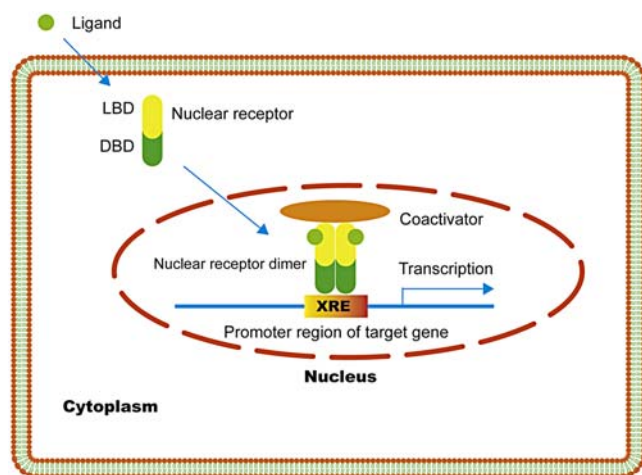 Ligand
LBD
Nuclear receptor
DBD
Coactivator
Nuclear receptor dimer
Transcription
XRE
Promoter region of target gene
Nucleus
Cytoplasm